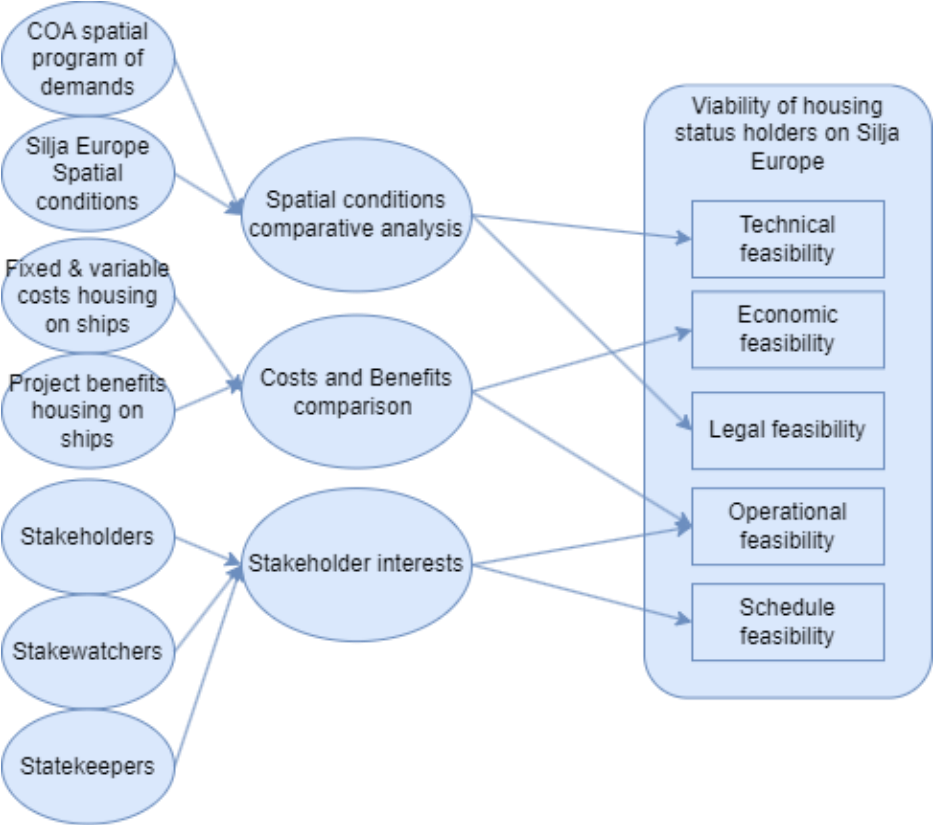 COA spatial
program of
demands
Silja Europe
Spatial
conditions
Fixed & variable
costs housing
on ships
Project benefits
housing on
ships
Stakeholders
Stakewatchers
Statekeepers
Spatial conditions
comparative analysis
Costs and Benefits
comparison
Stakeholder interests
Viability of housing
status holders on Silja
Europe
Technical
feasibility
Economic
feasibility
Legal feasibility
Operational
feasibility
Schedule
feasibility